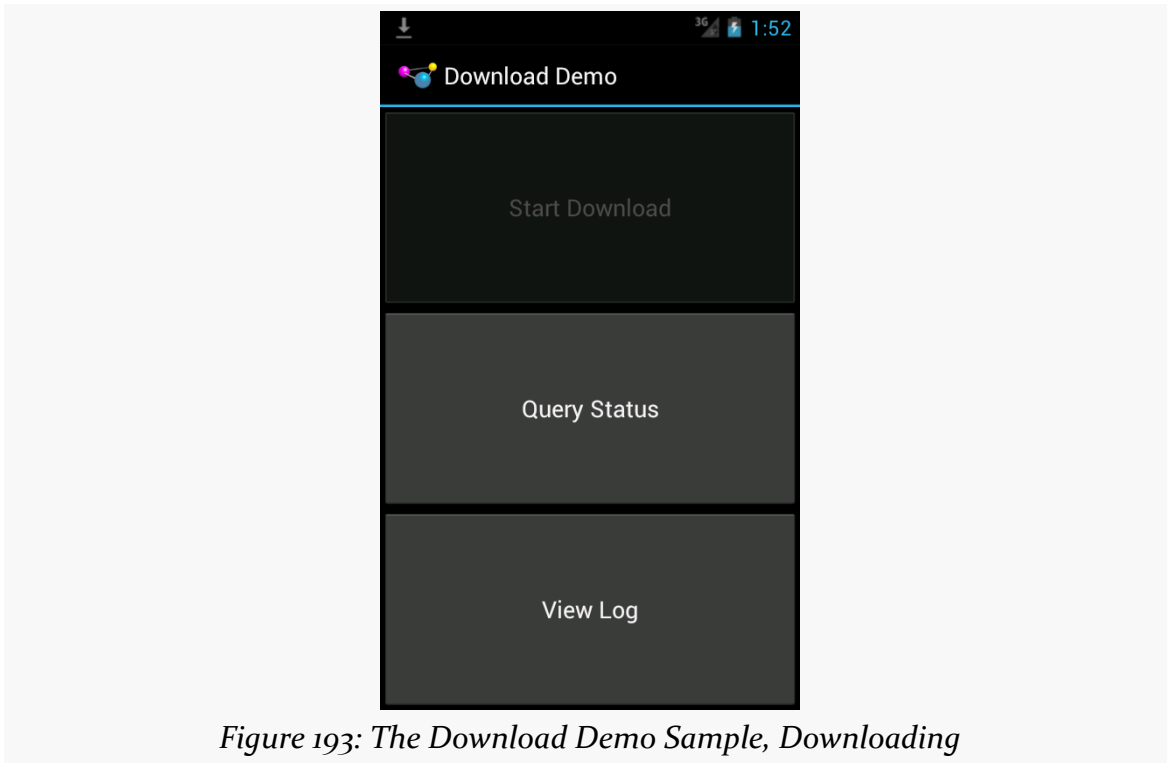 3G 1:52
Download Demo
Start Download
Query Status
View Log
Figure 193: The Download Demo Sample, Downloading